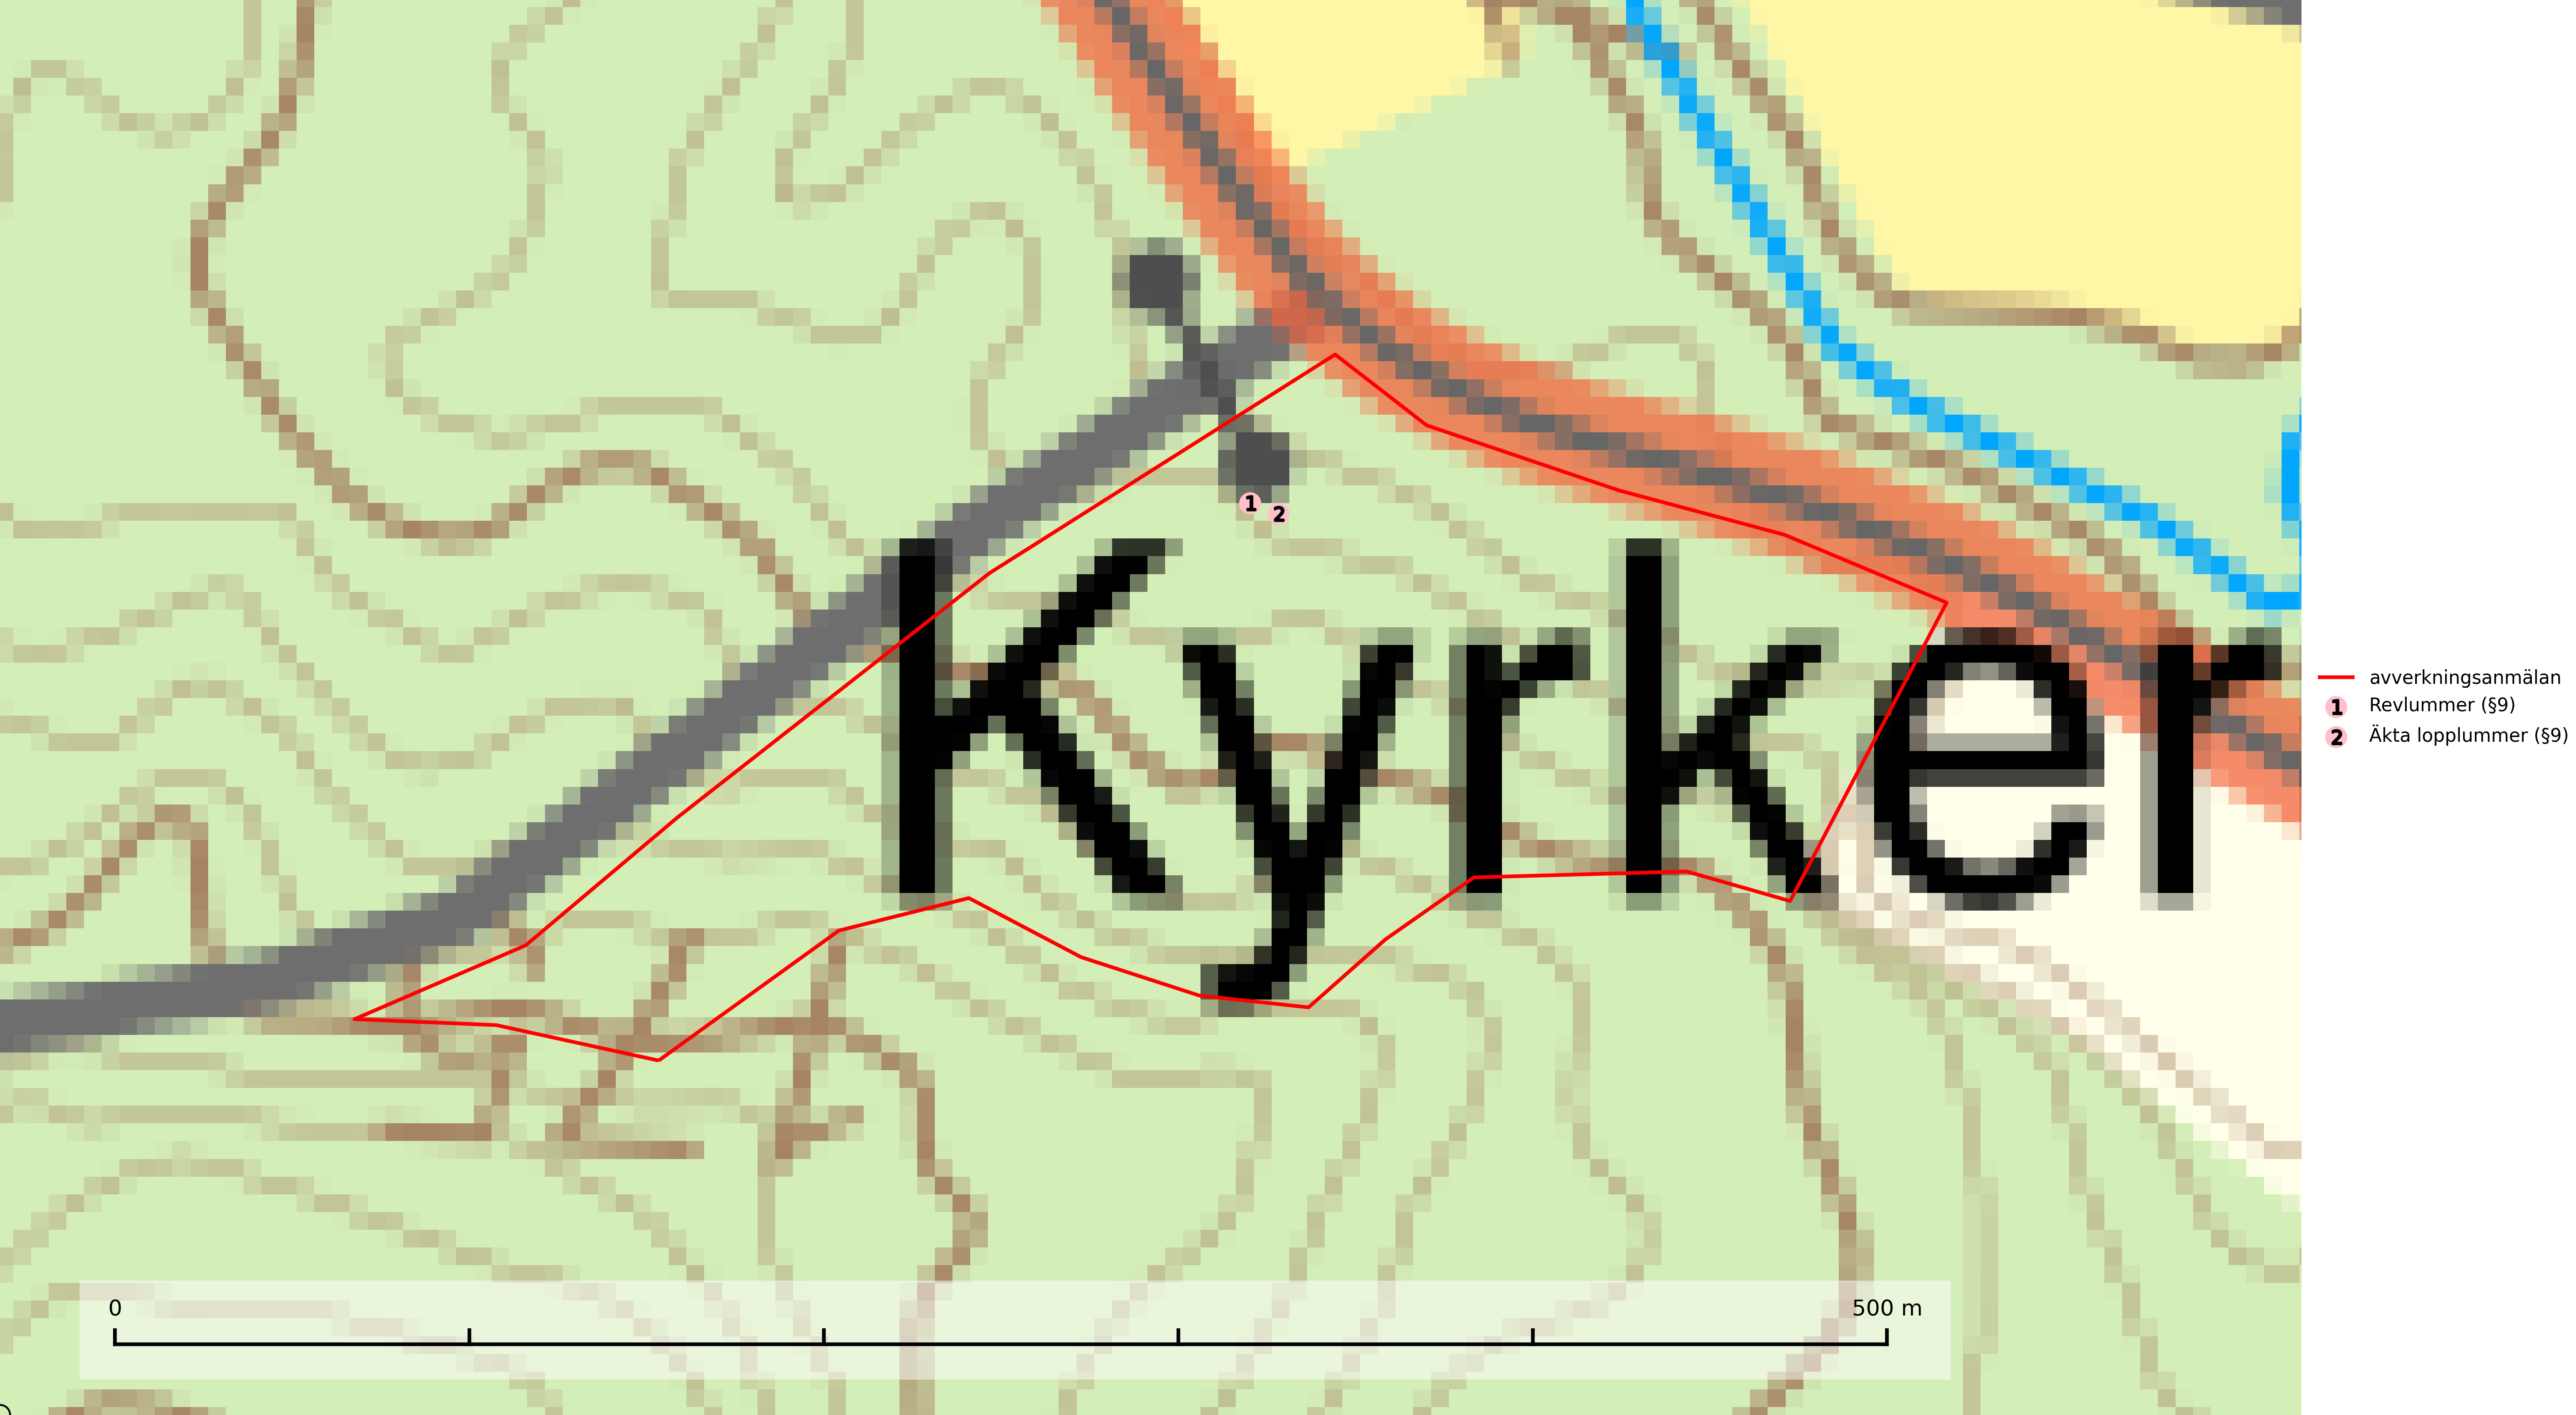 1
2
Kyrker
0 500 m
avverkningsanmälan
1 Revlummer (§9)
2 Äkta lopplummer (§9)